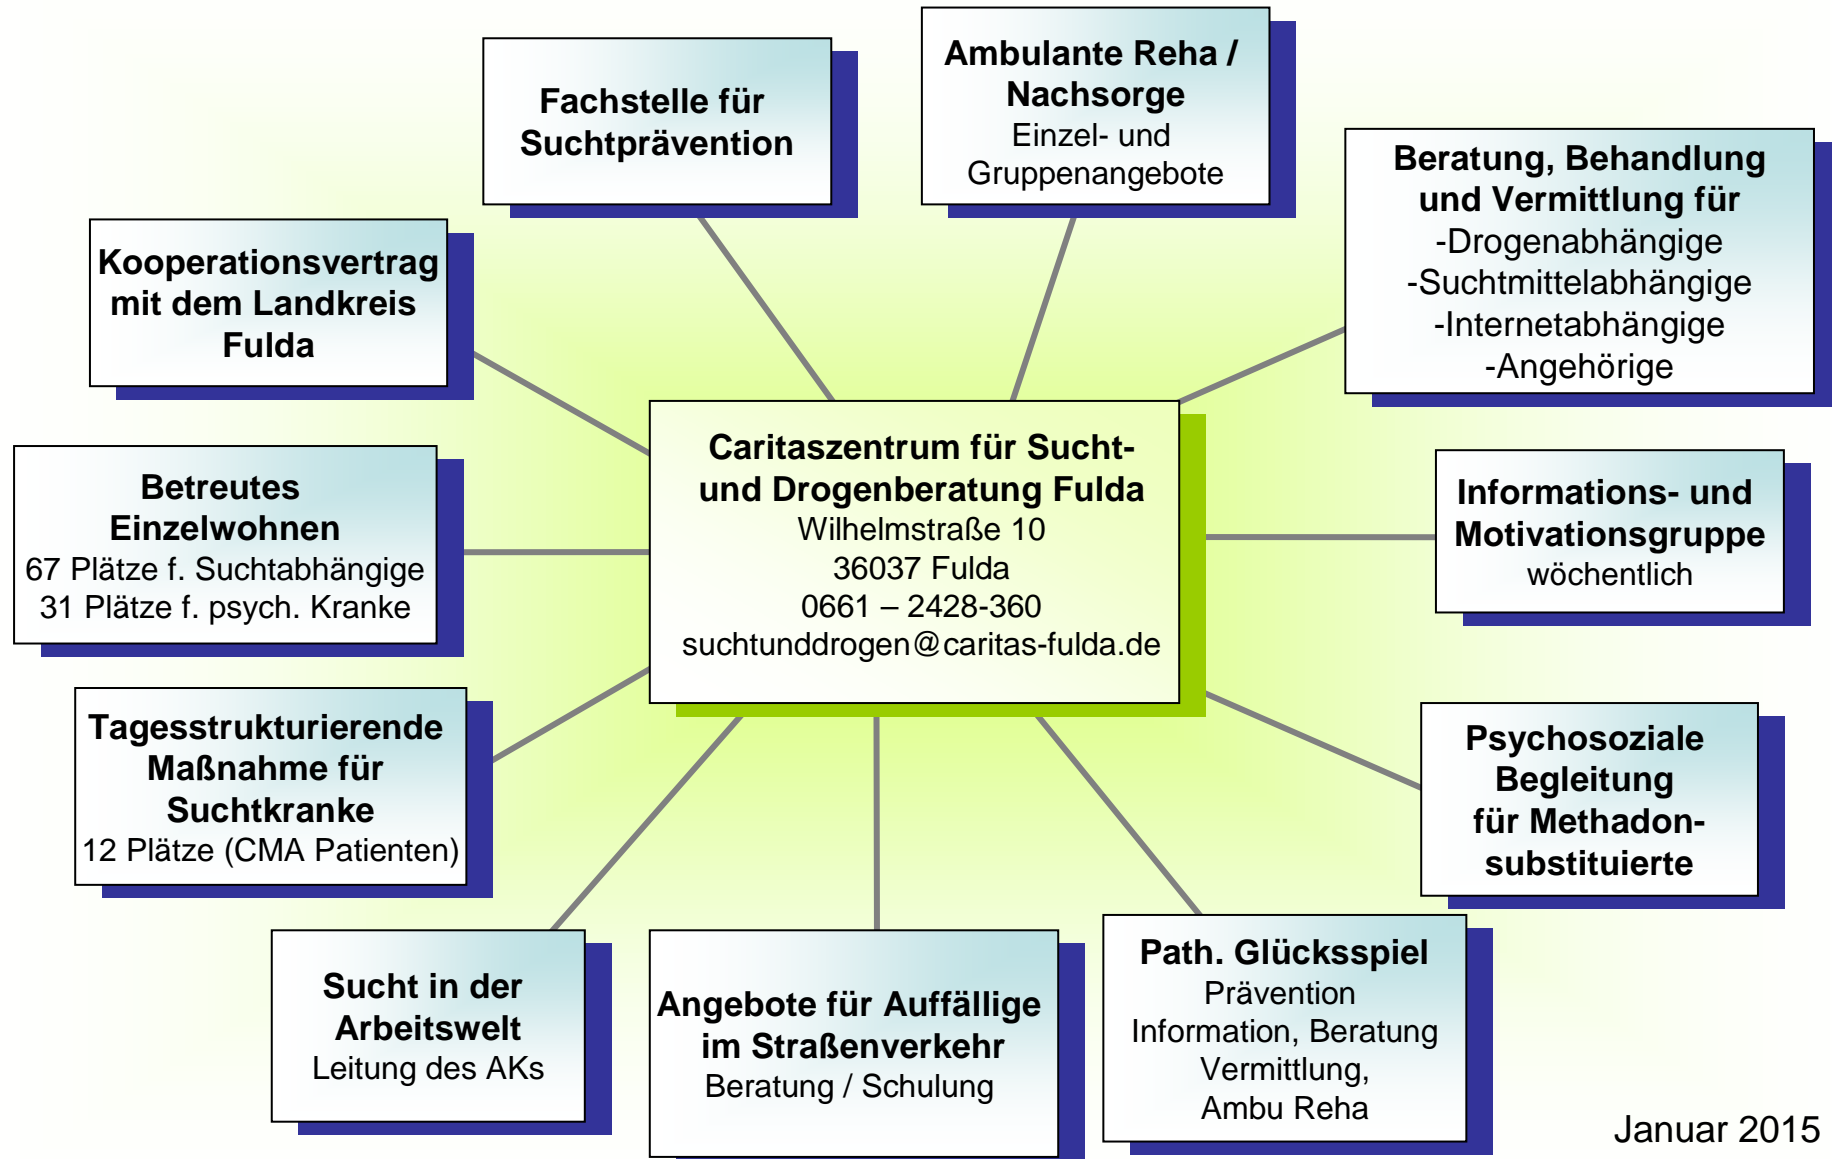 Fachstelle für
Suchtprävention
Ambulante Reha /
Nachsorge
Einzel- und
Gruppenangebote
Beratung, Behandlung
und Vermittlung für
-Drogenabhängige
-Suchtmittelabhängige
-Internetabhängige
-Angehörige
Kooperationsvertrag
mit dem Landkreis
Fulda
Caritaszentrum für Sucht-
und Drogenberatung Fulda
Wilhelmstraße 10
36037 Fulda
0661 – 2428-360
suchtunddrogen@caritas-fulda.de
Betreutes
Einzelwohnen
67 Plätze f. Suchtabhängige
31 Plätze f. psych. Kranke
Informations- und
Motivationsgruppe
wöchentlich
Tagesstrukturierende
Maßnahme für
Suchtkranke
12 Plätze (CMA Patienten)
Psychosoziale
Begleitung
für Methadon-
substituierte
Sucht in der
Arbeitswelt
Leitung des AKs
Angebote für Auffällige
im Straßenverkehr
Beratung / Schulung
Path. Glücksspiel
Prävention
Information, Beratung
Vermittlung,
Ambu Reha
Januar 2015